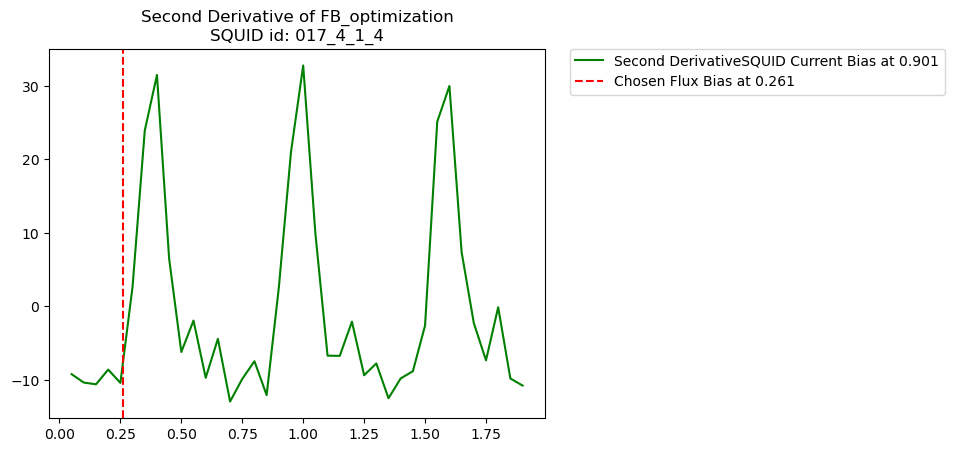 Second Derivative of FB_optimization
SQUID id: 017_4_1_4
Second DerivativeSQUID Current Bias at 0.901
Chosen Flux Bias at 0.261
30
20
10
0
−10
0.00 0.25 0.50 0.75 1.00 1.25 1.50 1.75